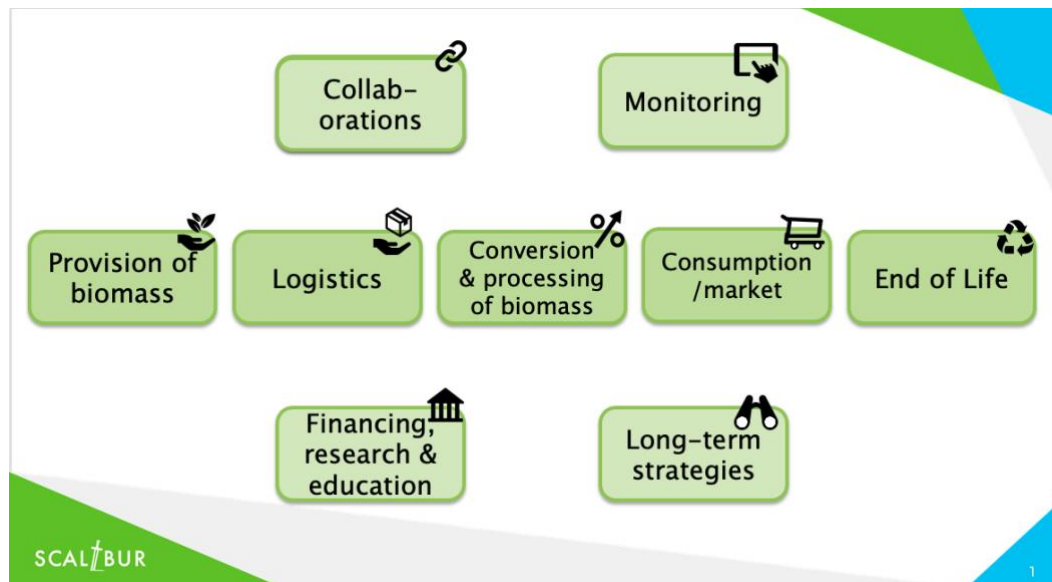 Collab-
orations
Monitoring
Provision of
biomass
Logistics
Conversion
& processing
of biomass
Consumption
/market
End of Life
Financing,
research &
education
Long-term
strategies
SCALIBUR
1